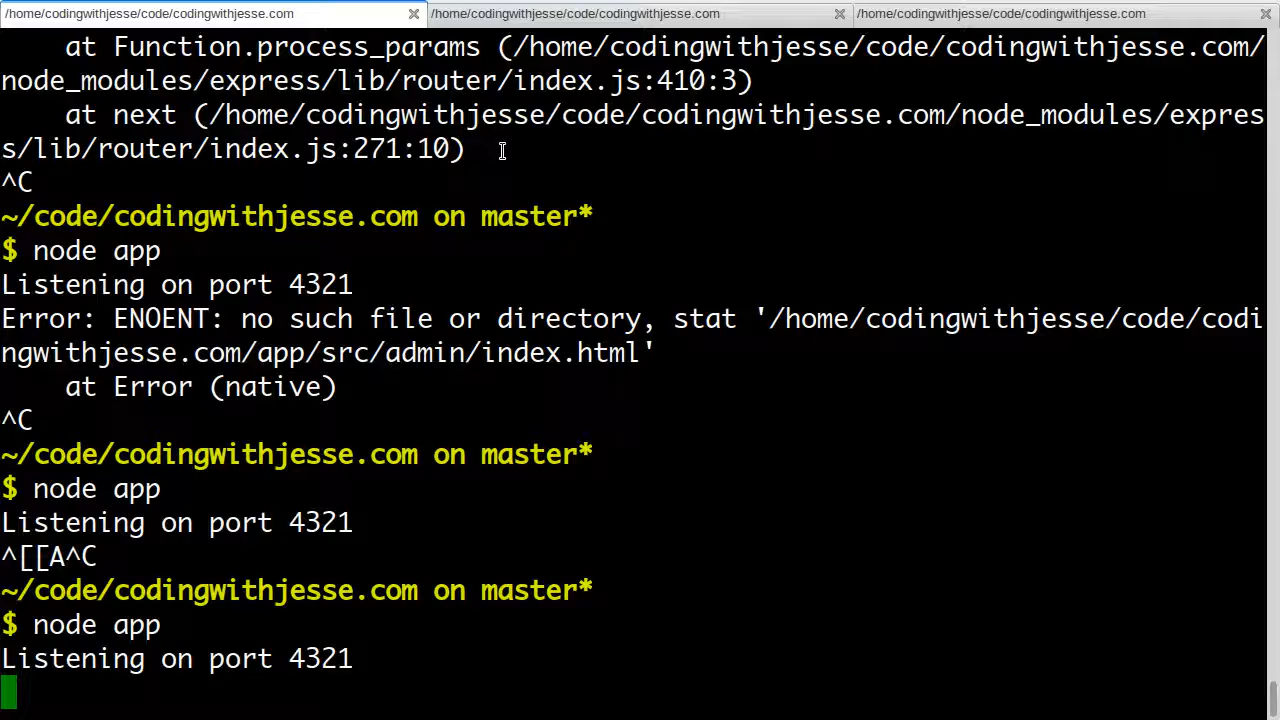 /home/codingwithjesse/code/codingwithjesse.com /home/codingwithjesse/code/codingwithjesse.com /home/codingwithjesse/code/codingwithjesse.com
    at Function.process_params (/home/codingwithjesse/code/codingwithjesse.com/
node_modules/express/lib/router/index.js:410:3)
    at next (/home/codingwithjesse/code/codingwithjesse.com/node_modules/expres
s/lib/router/index.js:271:10)
^C
~/code/codingwithjesse.com on master*
$ node app
Listening on port 4321
Error: ENOENT: no such file or directory, stat '/home/codingwithjesse/code/codi
ngwithjesse.com/app/src/admin/index.html'
    at Error (native)
^C
~/code/codingwithjesse.com on master*
$ node app
Listening on port 4321
^[[A^C
~/code/codingwithjesse.com on master*
$ node app
Listening on port 4321